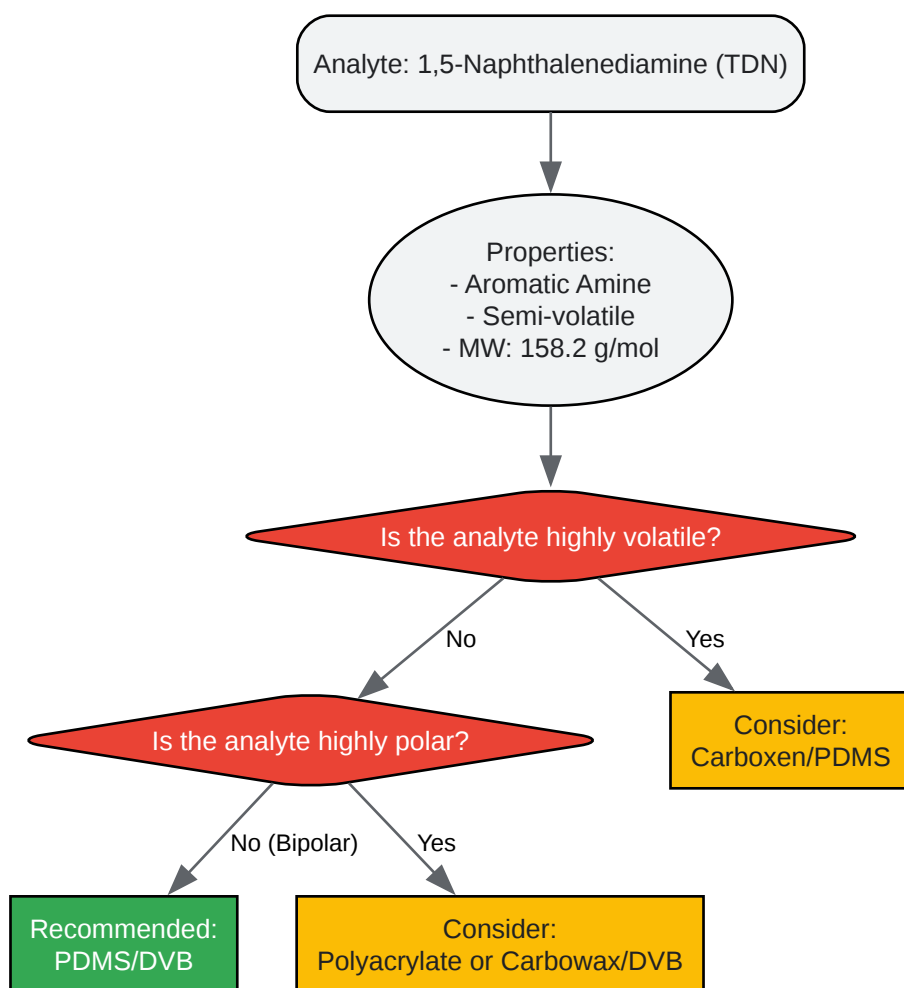 Analyte: 1,5-Naphthalenediamine (TDN)
Properties:
- Aromatic Amine
- Semi-volatile
- MW: 158.2 g/mol
Is the analyte highly volatile?
No
Yes
Is the analyte highly polar?
Consider:
Carboxen/PDMS
No (Bipolar)
Yes
Recommended:
PDMS/DVB
Consider:
Polyacrylate or Carbowax/DVB